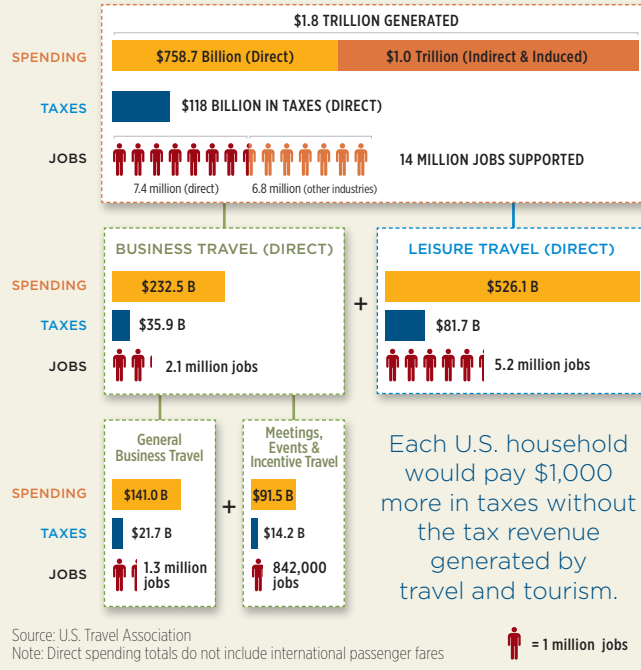 $1.8 TRILLION GENERATED
SPENDING
$758.7 Billion (Direct)
$1.0 Trillion (Indirect & Induced)
TAXES
$118 BILLION IN TAXES (DIRECT)
JOBS
14 MILLION JOBS SUPPORTED
7.4 million (direct)
6.8 million (other industries)
BUSINESS TRAVEL (DIRECT)
SPENDING
$232.5 B
TAXES
$35.9 B
JOBS
2.1 million jobs
+
LEISURE TRAVEL (DIRECT)
$526.1 B
$81.7 B
5.2 million jobs
General
Business Travel
SPENDING
$141.0 B
TAXES
$21.7 B
JOBS
1.3 million
jobs
+
Meetings,
Events &
Incentive Travel
$91.5 B
$14.2 B
842,000
jobs
Each U.S. household
would pay $1,000
more in taxes without
the tax revenue
generated by
travel and tourism.
Source: U.S. Travel Association
Note: Direct spending totals do not include international passenger fares
= 1 million jobs